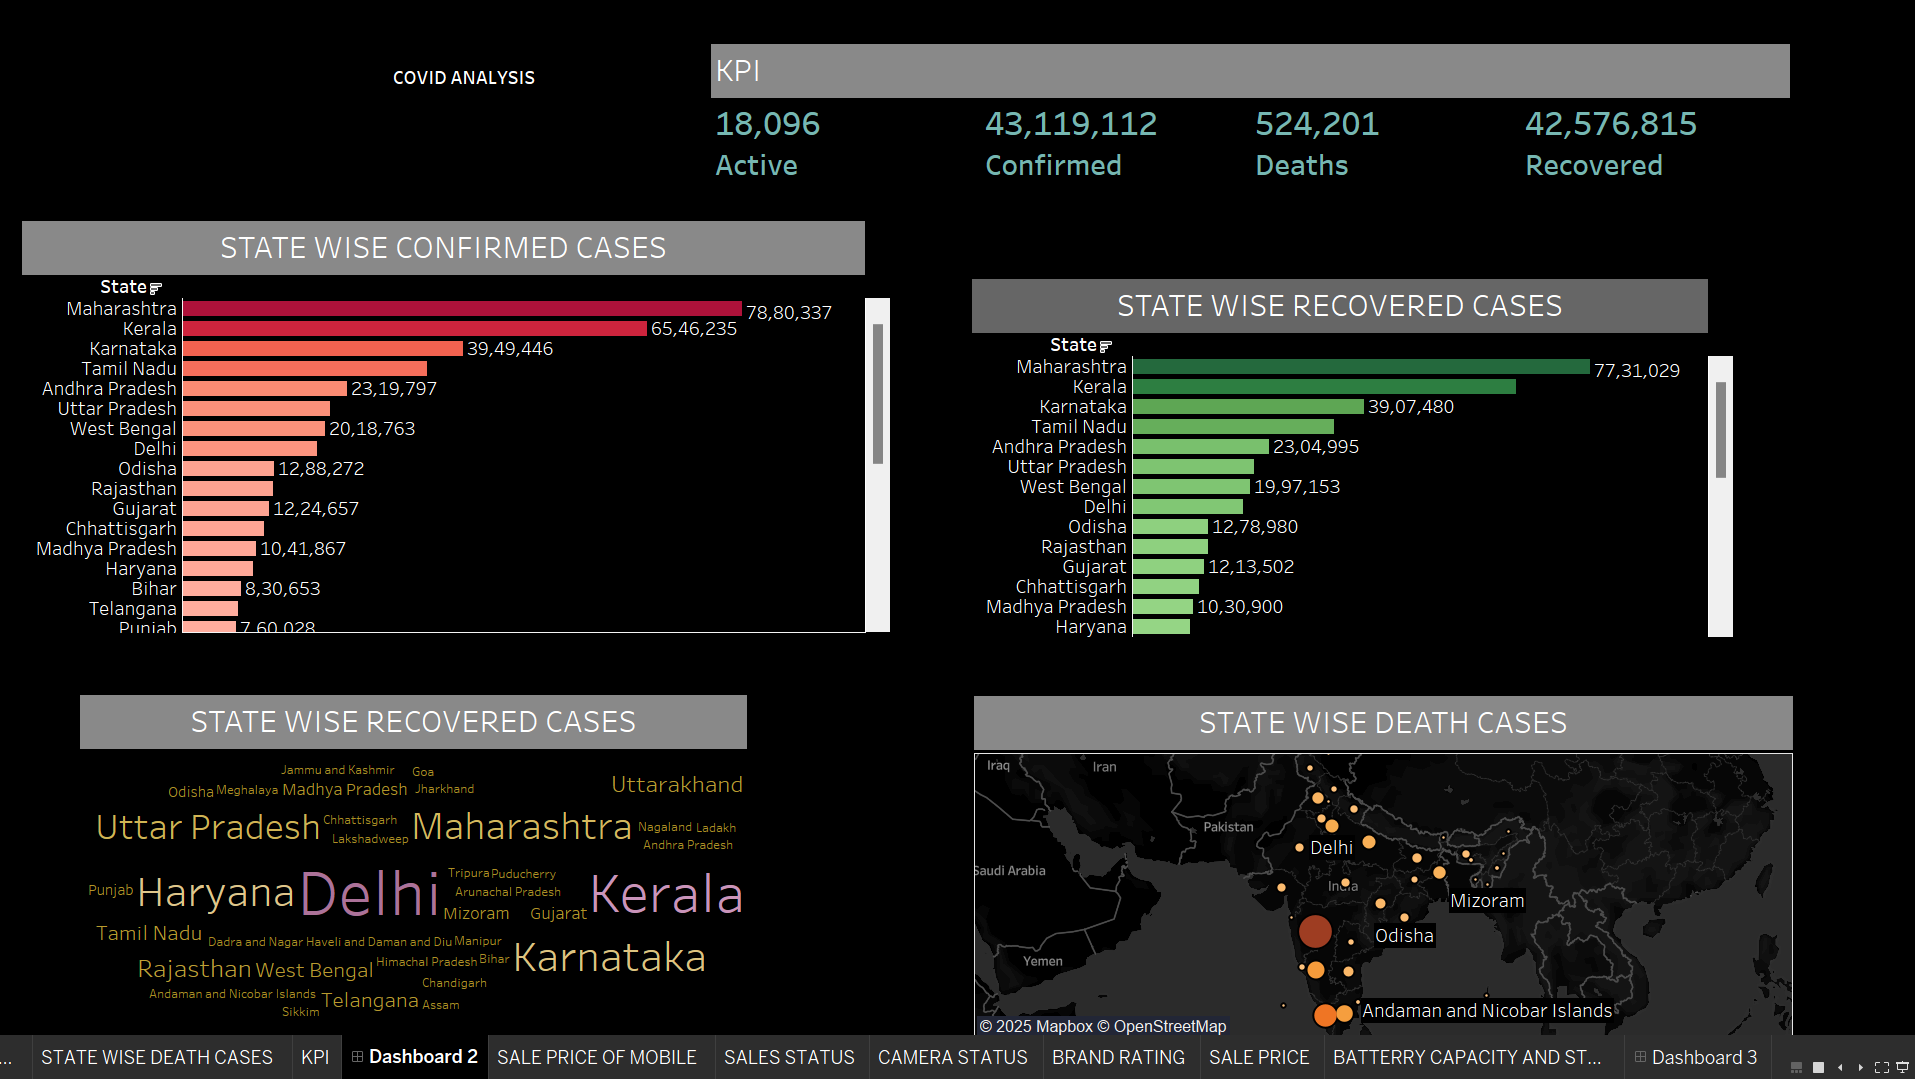 COVID ANALYSIS
KPI
18,096 43,119,112 524,201 42,576,815
Active Confirmed Deaths Recovered
STATE WISE CONFIRMED CASES
State
Maharashtra 78,80,337
Kerala 65,46,235
Karnataka 39,49,446
Tamil Nadu
Andhra Pradesh 23,19,797
Uttar Pradesh
West Bengal 20,18,763
Delhi
Odisha 12,88,272
Rajasthan
Gujarat 12,24,657
Chhattisgarh
Madhya Pradesh 10,41,867
Haryana
Bihar 8,30,653
Telangana
Punjab 7,60,028
STATE WISE RECOVERED CASES
State
Maharashtra 77,31,029
Kerala
Karnataka 39,07,480
Tamil Nadu
Andhra Pradesh 23,04,995
Uttar Pradesh
West Bengal 19,97,153
Delhi
Odisha 12,78,980
Rajasthan
Gujarat 12,13,502
Chhattisgarh
Madhya Pradesh 10,30,900
Haryana
STATE WISE RECOVERED CASES
Jammu and Kashmir Goa
Odisha Meghalaya Madhya Pradesh Jharkhand Uttarakhand
Uttar Pradesh Chhattisgarh Maharashtra Nagaland Ladakh
Lakshadweep Andhra Pradesh
Tripura Puducherry
Punjab Haryana Delhi Arunachal Pradesh Kerala
Mizoram Gujarat
Tamil Nadu Dadra and Nagar Haveli and Daman and Diu Manipur
Rajasthan West Bengal Himachal Pradesh Bihar Karnataka
Chandigarh
Andaman and Nicobar Islands Telangana Assam
Sikkim
STATE WISE DEATH CASES
Iraq Iran
Pakistan
Delhi
Saudi Arabia
India
Mizoram
Odisha
Yemen
Andaman and Nicobar Islands
© 2025 Mapbox © OpenStreetMap
... STATE WISE DEATH CASES KPI Dashboard 2 SALE PRICE OF MOBILE SALES STATUS CAMERA STATUS BRAND RATING SALE PRICE BATTERRY CAPACITY AND ST... Dashboard 3